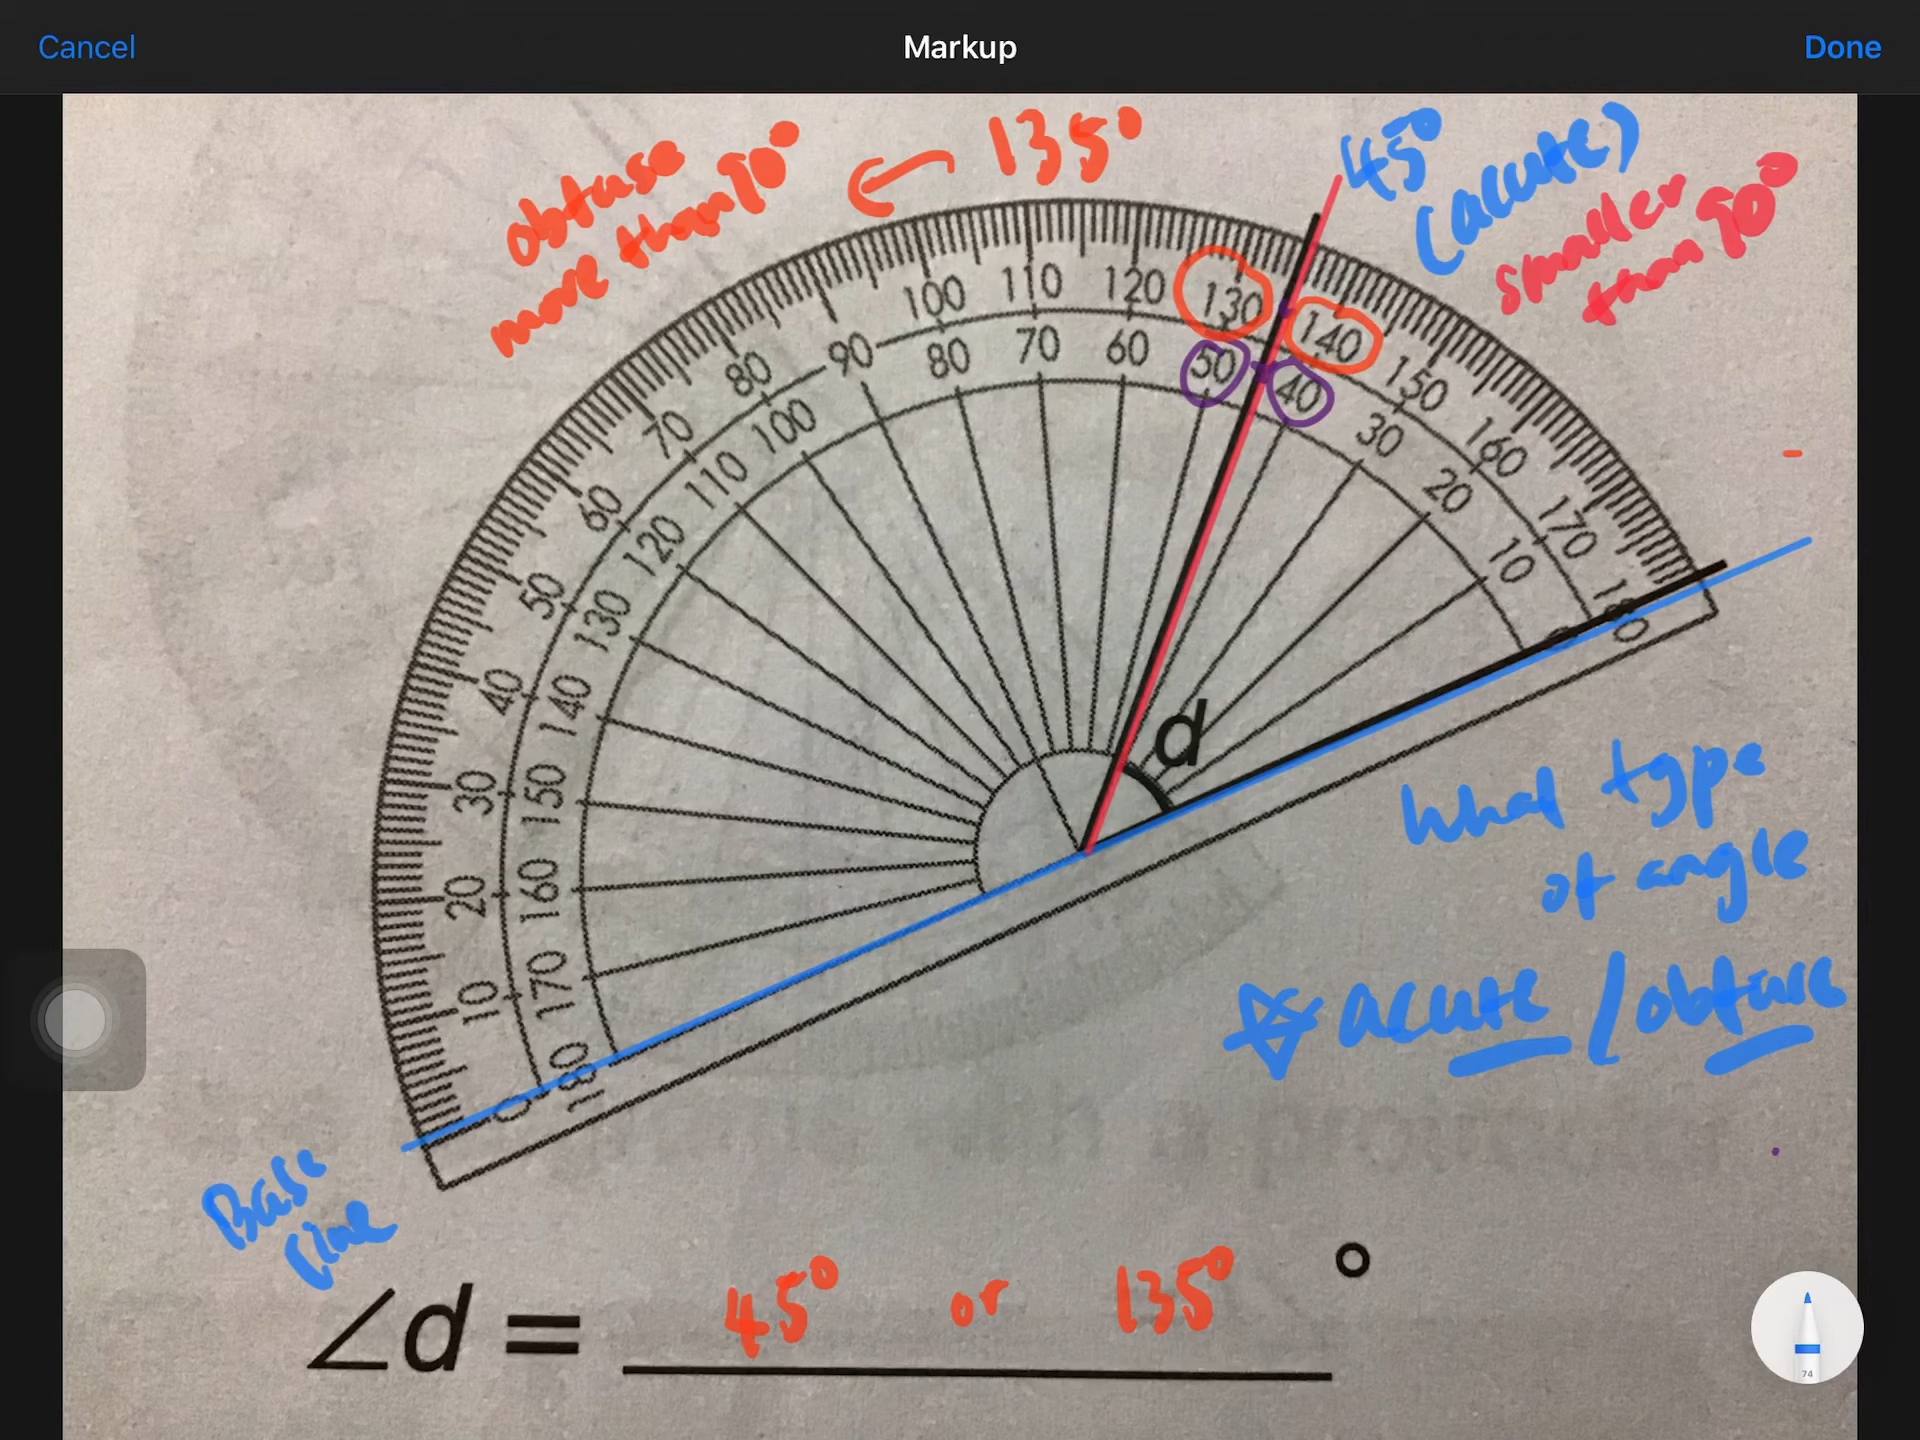 Cancel
Markup
Done
obtuse
more than 90°
135°
45°
(acute)
smaller
than 90°
0 10 20 30 40 50 60 70 80 90 100 110 120 130 140 150 160 170 180
180 170 160 150 140 130 120 110 100 80 70 60 50 40 30 20 10 0
d
What type
of angle
acute / obtuse
Base
line
∠d = 45° or 135° °
74